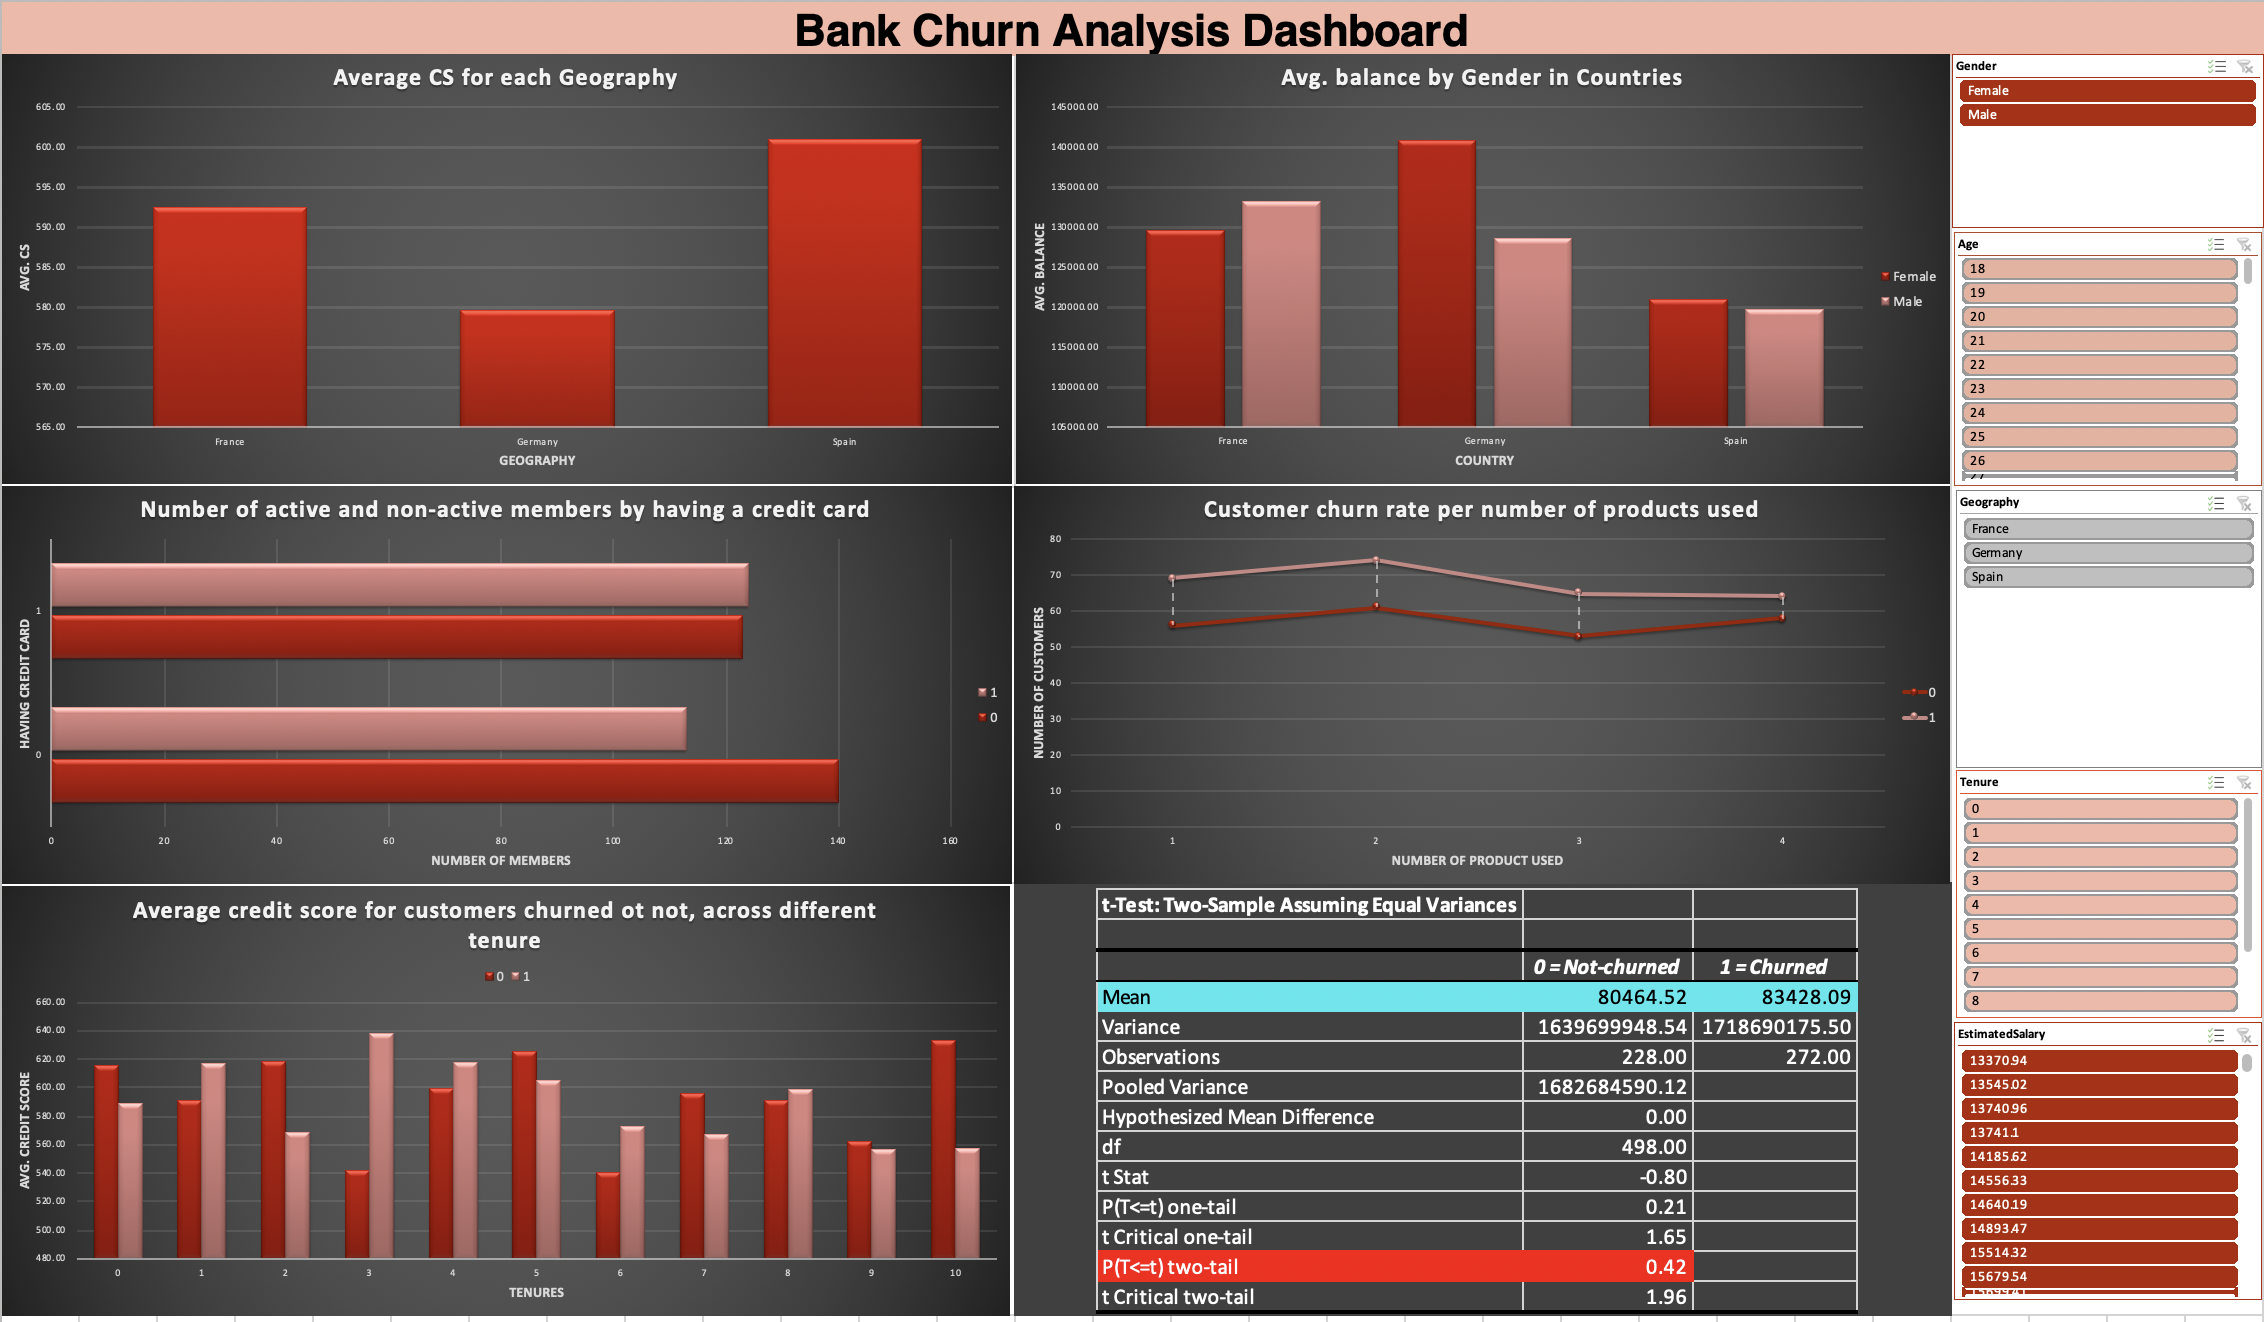 Bank Churn Analysis Dashboard
Average CS for each Geography
605.00
600.00
595.00
590.00
585.00
580.00
575.00
570.00
565.00
AVG. CS
France Germany Spain
GEOGRAPHY
Avg. balance by Gender in Countries
145000.00
140000.00
135000.00
130000.00
125000.00
120000.00
115000.00
110000.00
105000.00
AVG. BALANCE
France Germany Spain
COUNTRY
Female
Male
Number of active and non-active members by having a credit card
HAVING CREDIT CARD
1
0
0 20 40 60 80 100 120 140 160
NUMBER OF MEMBERS
1
0
Customer churn rate per number of products used
80
70
60
50
40
30
20
10
0
NUMBER OF CUSTOMERS
1 2 3 4
NUMBER OF PRODUCT USED
0
1
Average credit score for customers churned ot not, across different
tenure
0 1
660.00
640.00
620.00
600.00
580.00
560.00
540.00
520.00
500.00
480.00
AVG. CREDIT SCORE
0 1 2 3 4 5 6 7 8 9 10
TENURES
t-Test: Two-Sample Assuming Equal Variances
0 = Not-churned 1 = Churned
Mean 80464.52 83428.09
Variance 1639699948.54 1718690175.50
Observations 228.00 272.00
Pooled Variance 1682684590.12
Hypothesized Mean Difference 0.00
df 498.00
t Stat -0.80
P(T<=t) one-tail 0.21
t Critical one-tail 1.65
P(T<=t) two-tail 0.42
t Critical two-tail 1.96
Gender
Female
Male
Age
18
19
20
21
22
23
24
25
26
27
Geography
France
Germany
Spain
Tenure
0
1
2
3
4
5
6
7
8
EstimatedSalary
13370.94
13545.02
13740.96
13741.1
14185.62
14556.33
14640.19
14893.47
15514.32
15679.54